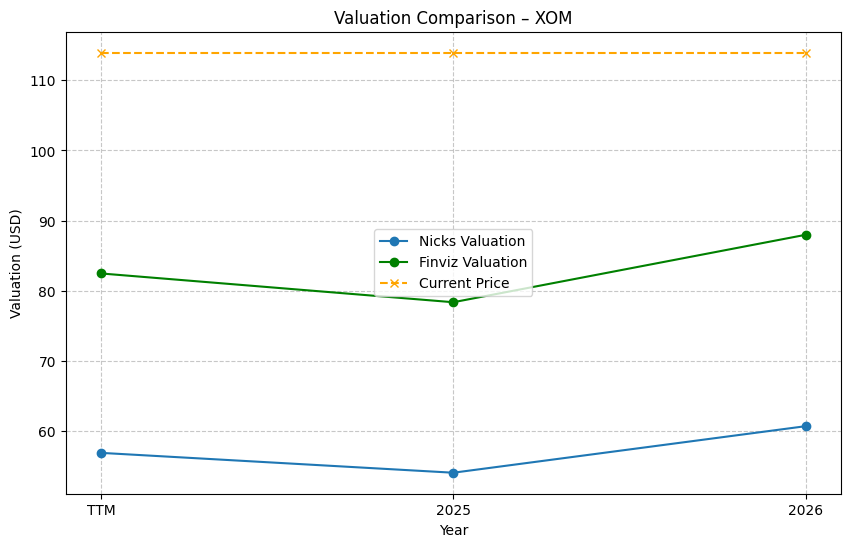 Valuation Comparison – XOM
Valuation (USD)
110
100
90
80
70
60
Nicks Valuation
Finviz Valuation
Current Price
TTM
2025
2026
Year